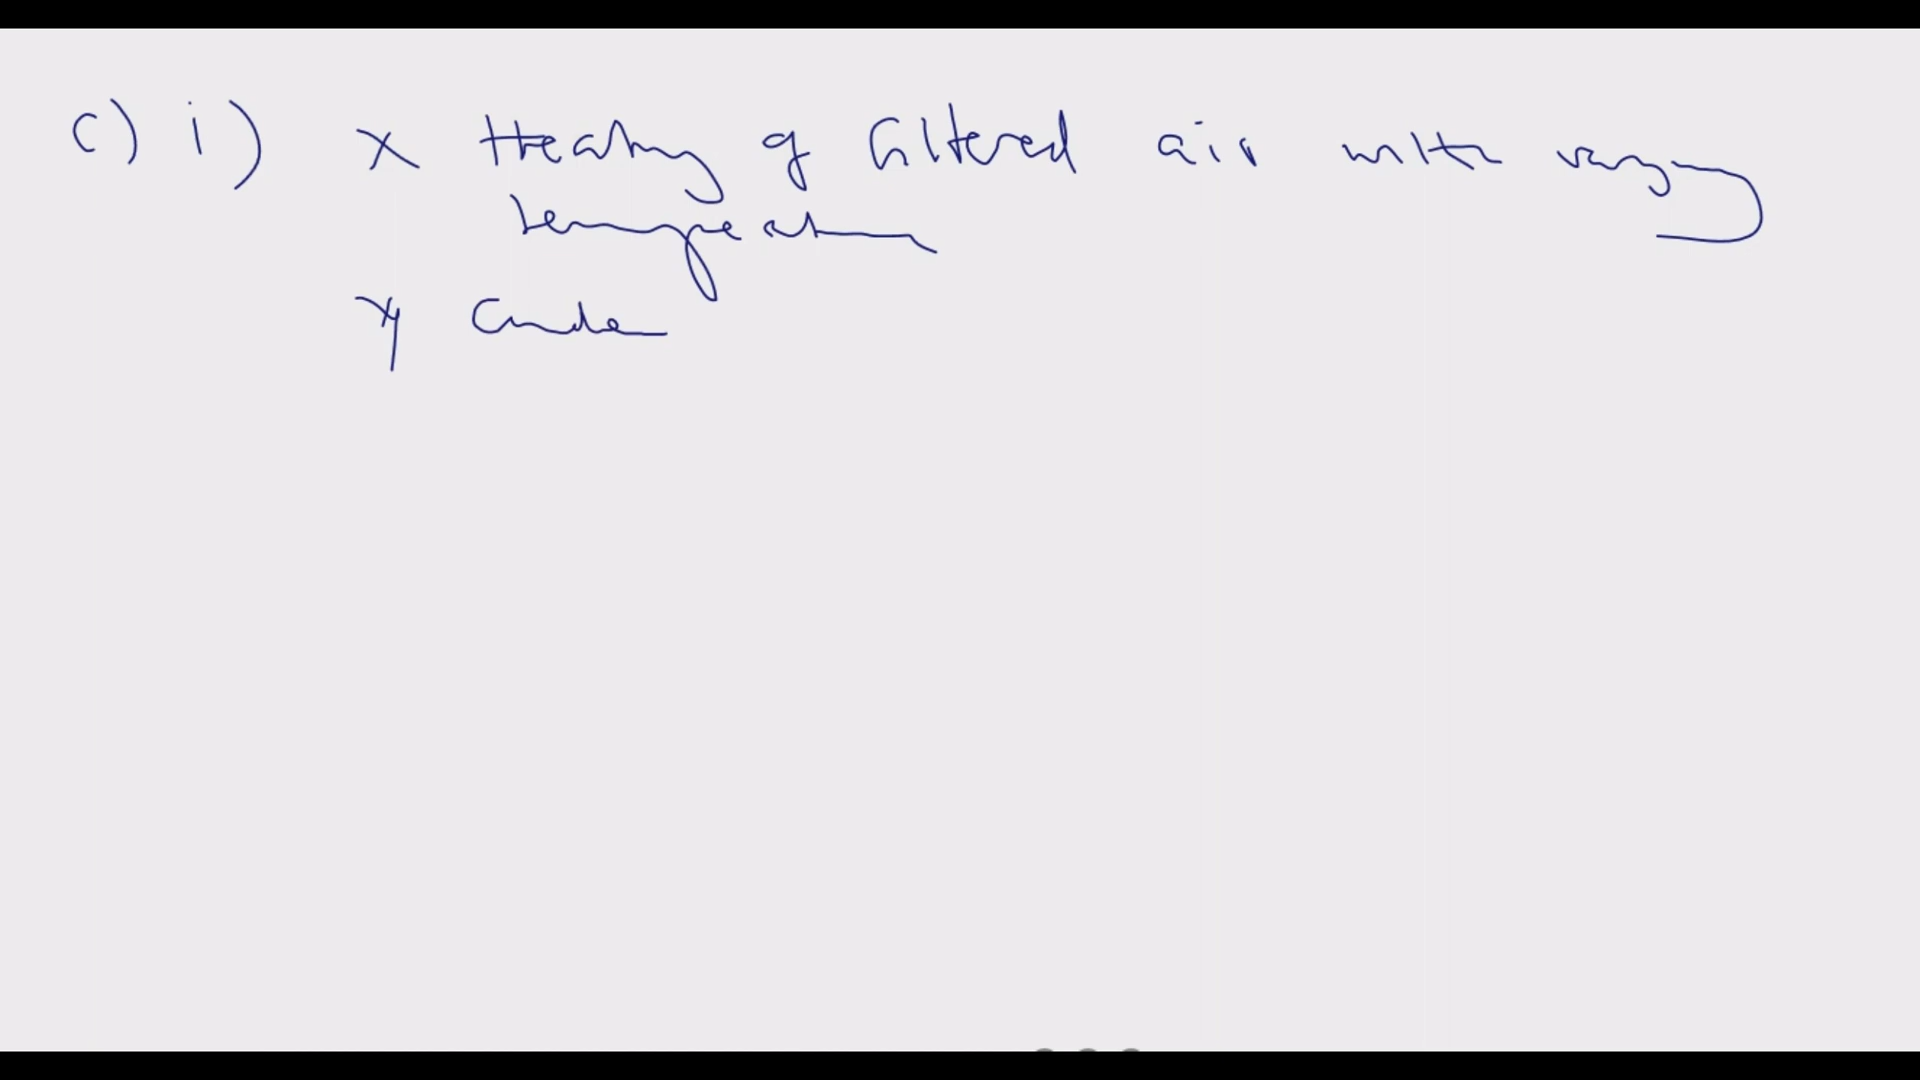 c) i) x Heating of filtered air with varying
temperature
y